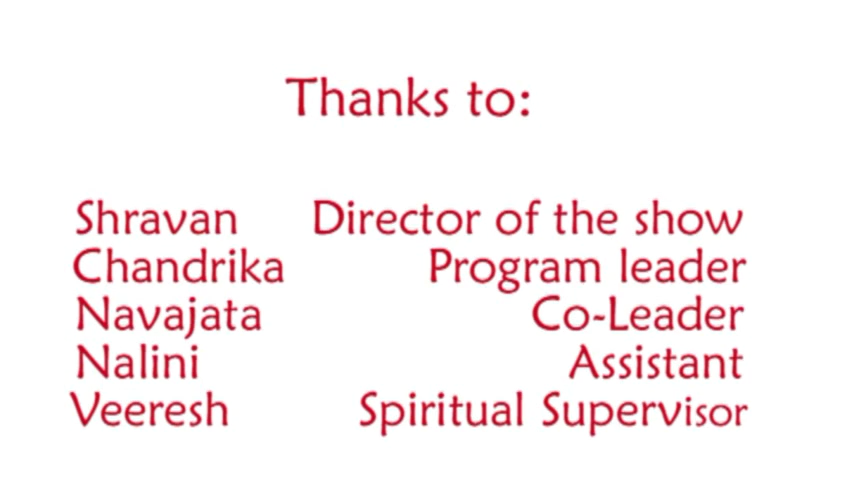 Thanks to:
Shravan Director of the show
Chandrika Program leader
Navajata Co-Leader
Nalini Assistant
Veeresh Spiritual Supervisor